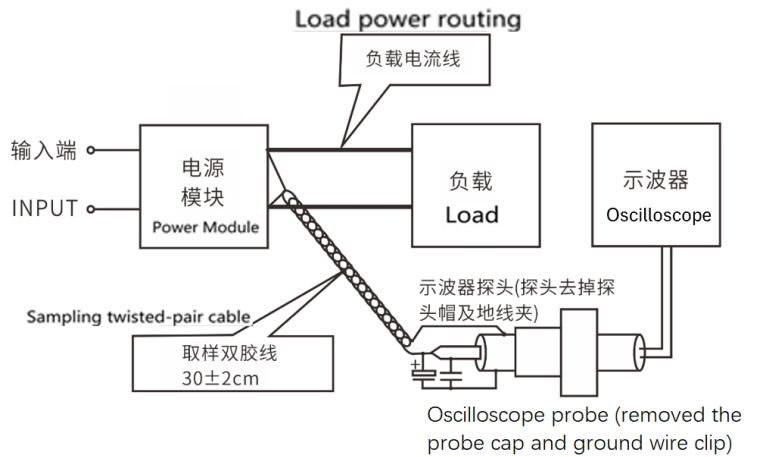 Load power routing
负载电流线
输入端
INPUT
电源
模块
Power Module
负载
Load
示波器
Oscilloscope
Sampling twisted-pair cable
取样双胶线
30±2cm
示波器探头(探头去掉探
头帽及地线夹)
+
Oscilloscope probe (removed the
probe cap and ground wire clip)